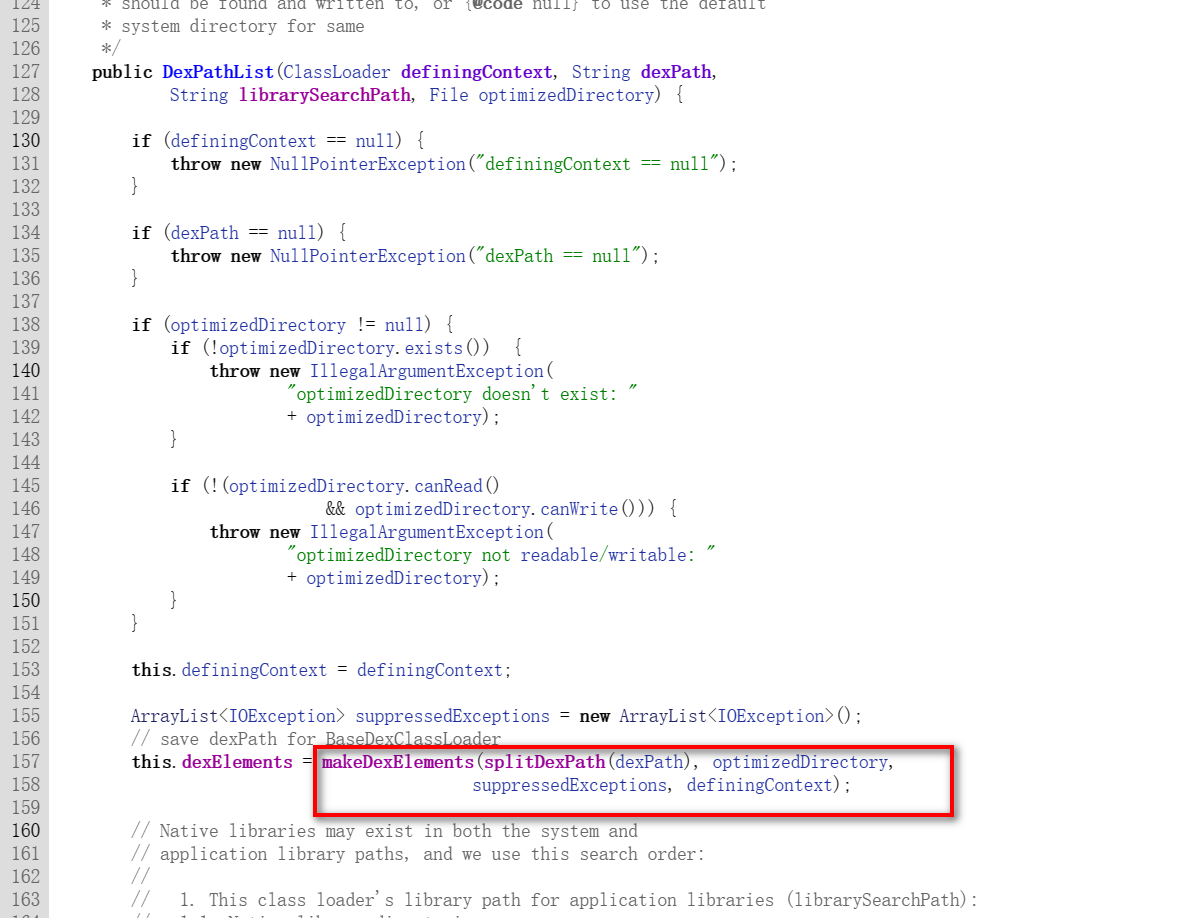 124 * should be found and written to, or {@code null} to use the default
125 * system directory for same
126 */
127 public DexPathList(ClassLoader definingContext, String dexPath,
128 String librarySearchPath, File optimizedDirectory) {
129
130 if (definingContext == null) {
131 throw new NullPointerException("definingContext == null");
132 }
133
134 if (dexPath == null) {
135 throw new NullPointerException("dexPath == null");
136 }
137
138 if (optimizedDirectory != null) {
139 if (!optimizedDirectory.exists()) {
140 throw new IllegalArgumentException(
141 "optimizedDirectory doesn't exist: "
142 + optimizedDirectory);
143 }
144
145 if (!(optimizedDirectory.canRead()
146 && optimizedDirectory.canWrite())) {
147 throw new IllegalArgumentException(
148 "optimizedDirectory not readable/writable: "
149 + optimizedDirectory);
150 }
151 }
152
153 this.definingContext = definingContext;
154
155 ArrayList<IOException> suppressedExceptions = new ArrayList<IOException>();
156 // save dexPath for BaseDexClassLoader
157 this.dexElements = makeDexElements(splitDexPath(dexPath), optimizedDirectory,
158 suppressedExceptions, definingContext);
159
160 // Native libraries may exist in both the system and
161 // application library paths, and we use this search order:
162 //
163 // 1. This class loader's library path for application libraries (librarySearchPath):